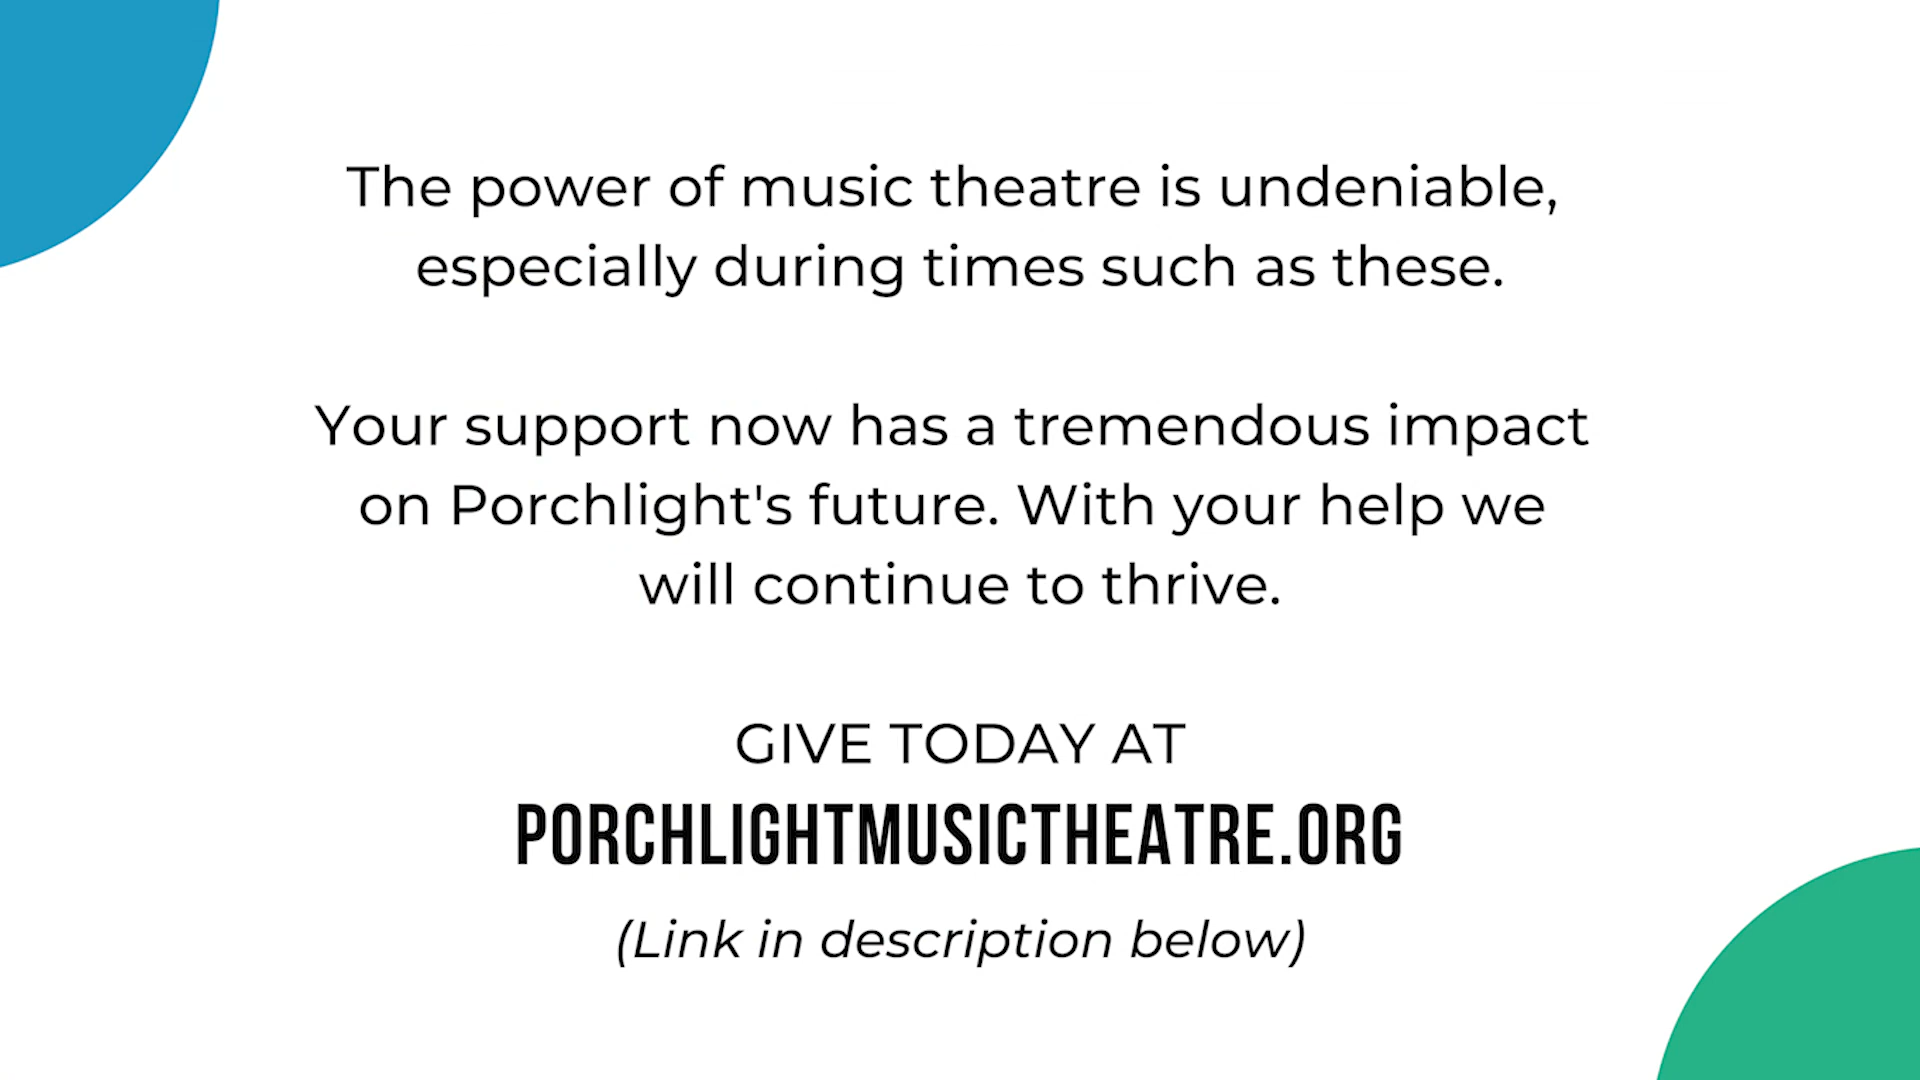 The power of music theatre is undeniable,
especially during times such as these.
Your support now has a tremendous impact
on Porchlight's future. With your help we
will continue to thrive.
GIVE TODAY AT
PORCHLIGHTMUSICTHEATRE.ORG
(Link in description below)